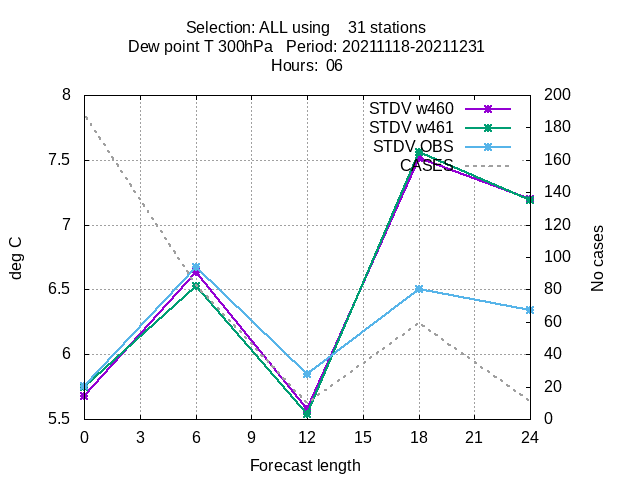 Selection: ALL using    31 stations
Dew point T 300hPa   Period: 20211118-20211231
Hours:  06
STDV w460
STDV w461
STDV OBS
CASES
deg C
No cases
8
7.5
7
6.5
6
5.5
200
180
160
140
120
100
80
60
40
20
0
0 3 6 9 12 15 18 21 24
Forecast length